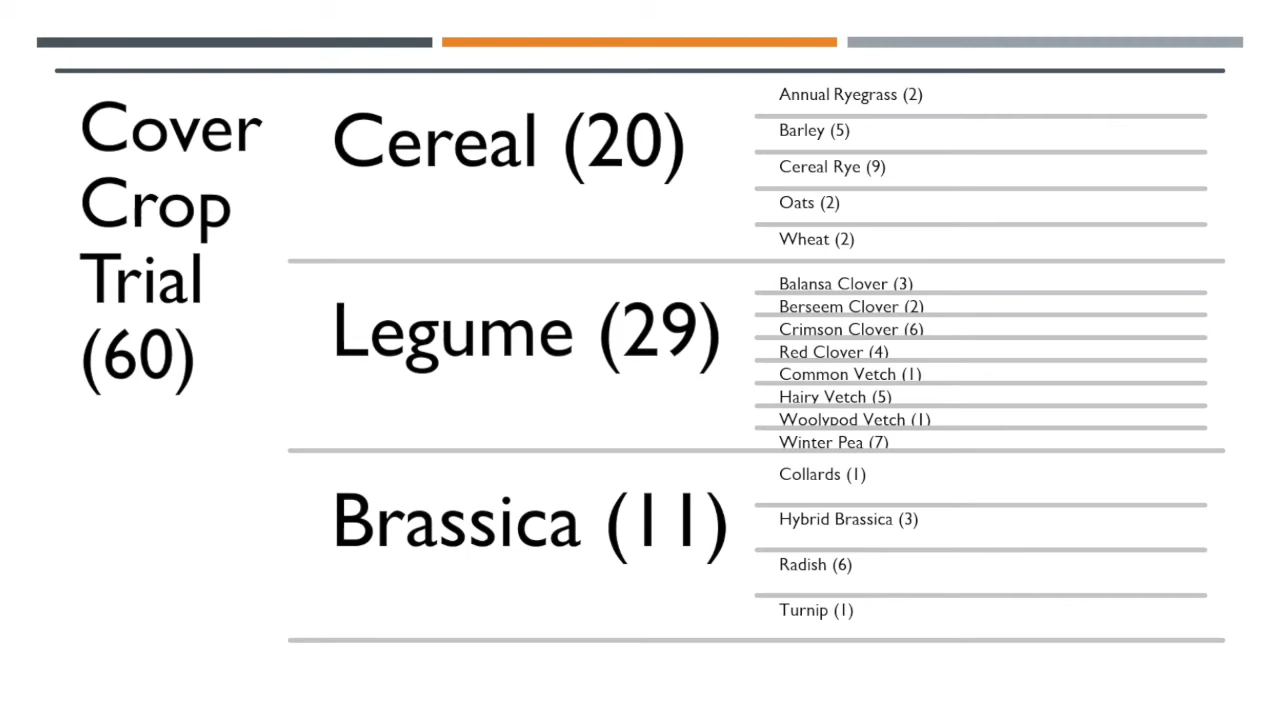 Cover
Crop
Trial
(60)
Cereal (20)
Annual Ryegrass (2)
Barley (5)
Cereal Rye (9)
Oats (2)
Wheat (2)
Legume (29)
Balansa Clover (3)
Berseem Clover (2)
Crimson Clover (6)
Red Clover (4)
Common Vetch (1)
Hairy Vetch (5)
Woolypod Vetch (1)
Winter Pea (7)
Brassica (11)
Collards (1)
Hybrid Brassica (3)
Radish (6)
Turnip (1)